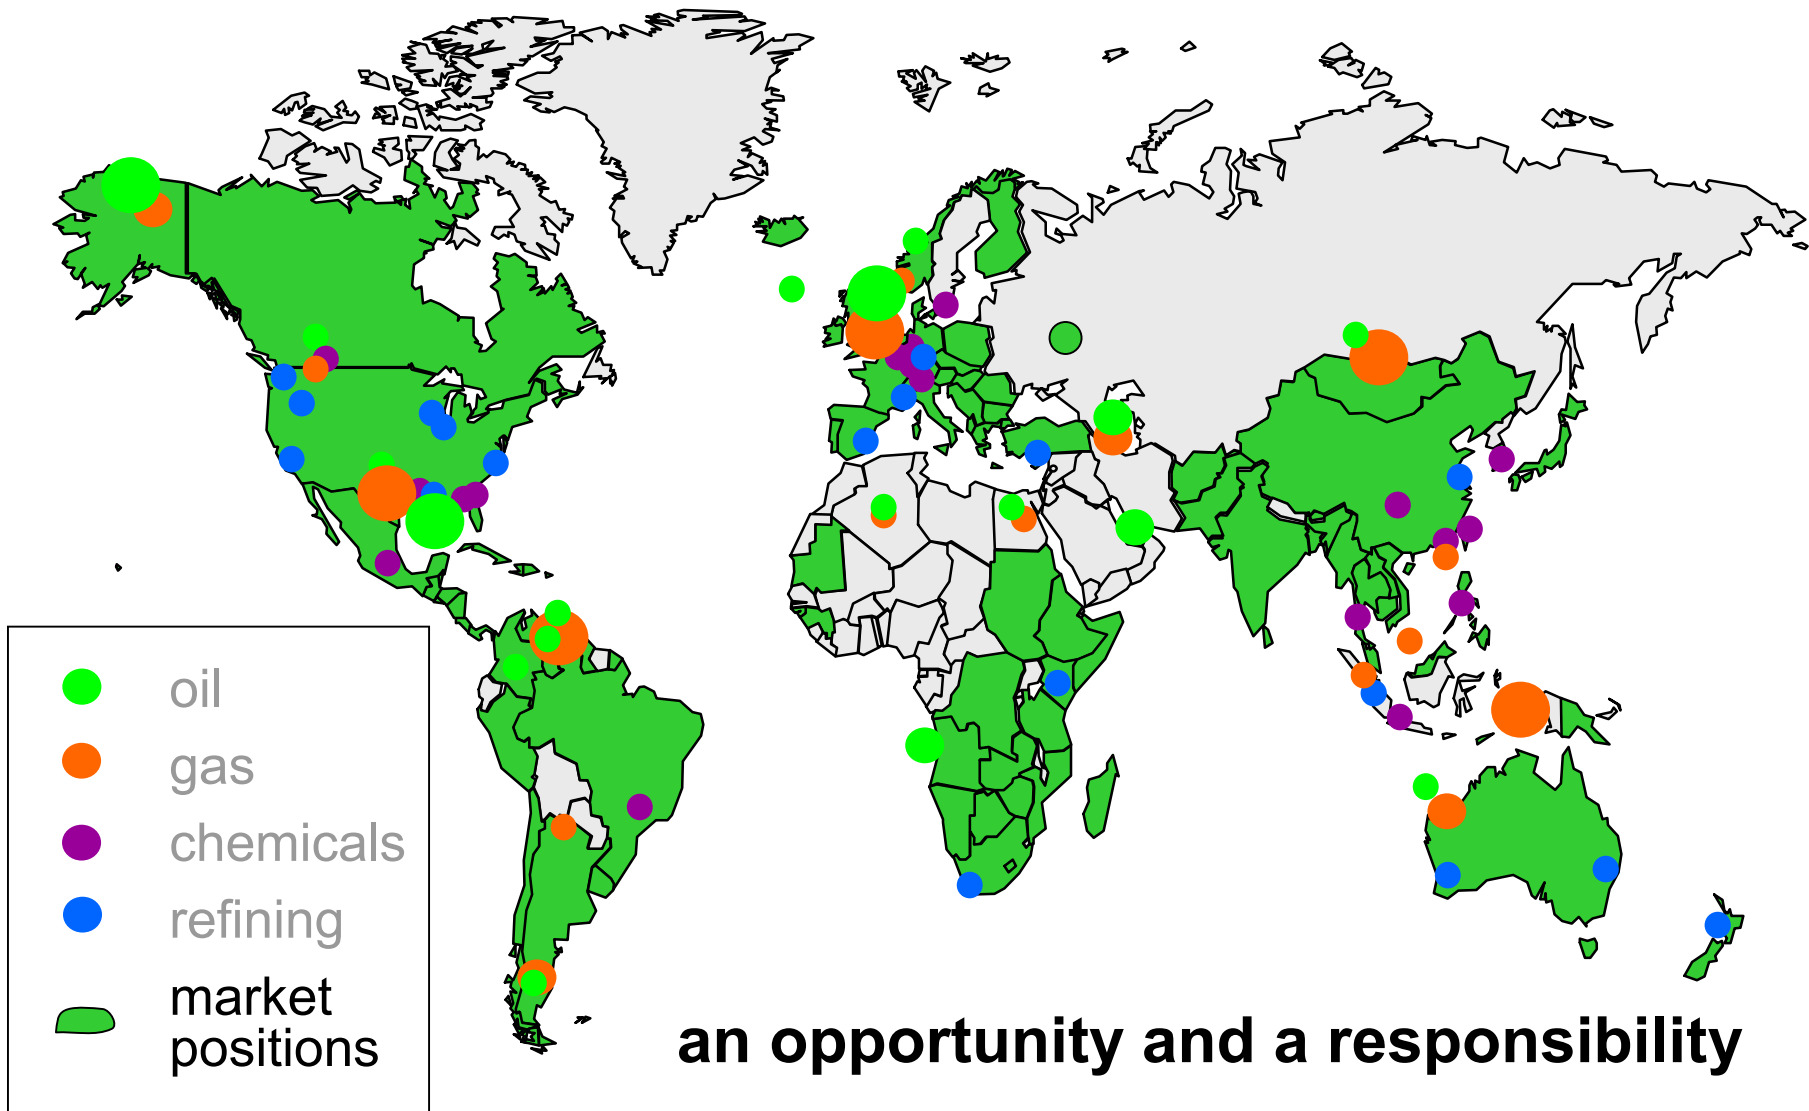 oil
gas
chemicals
refining
market
positions
an opportunity and a responsibility